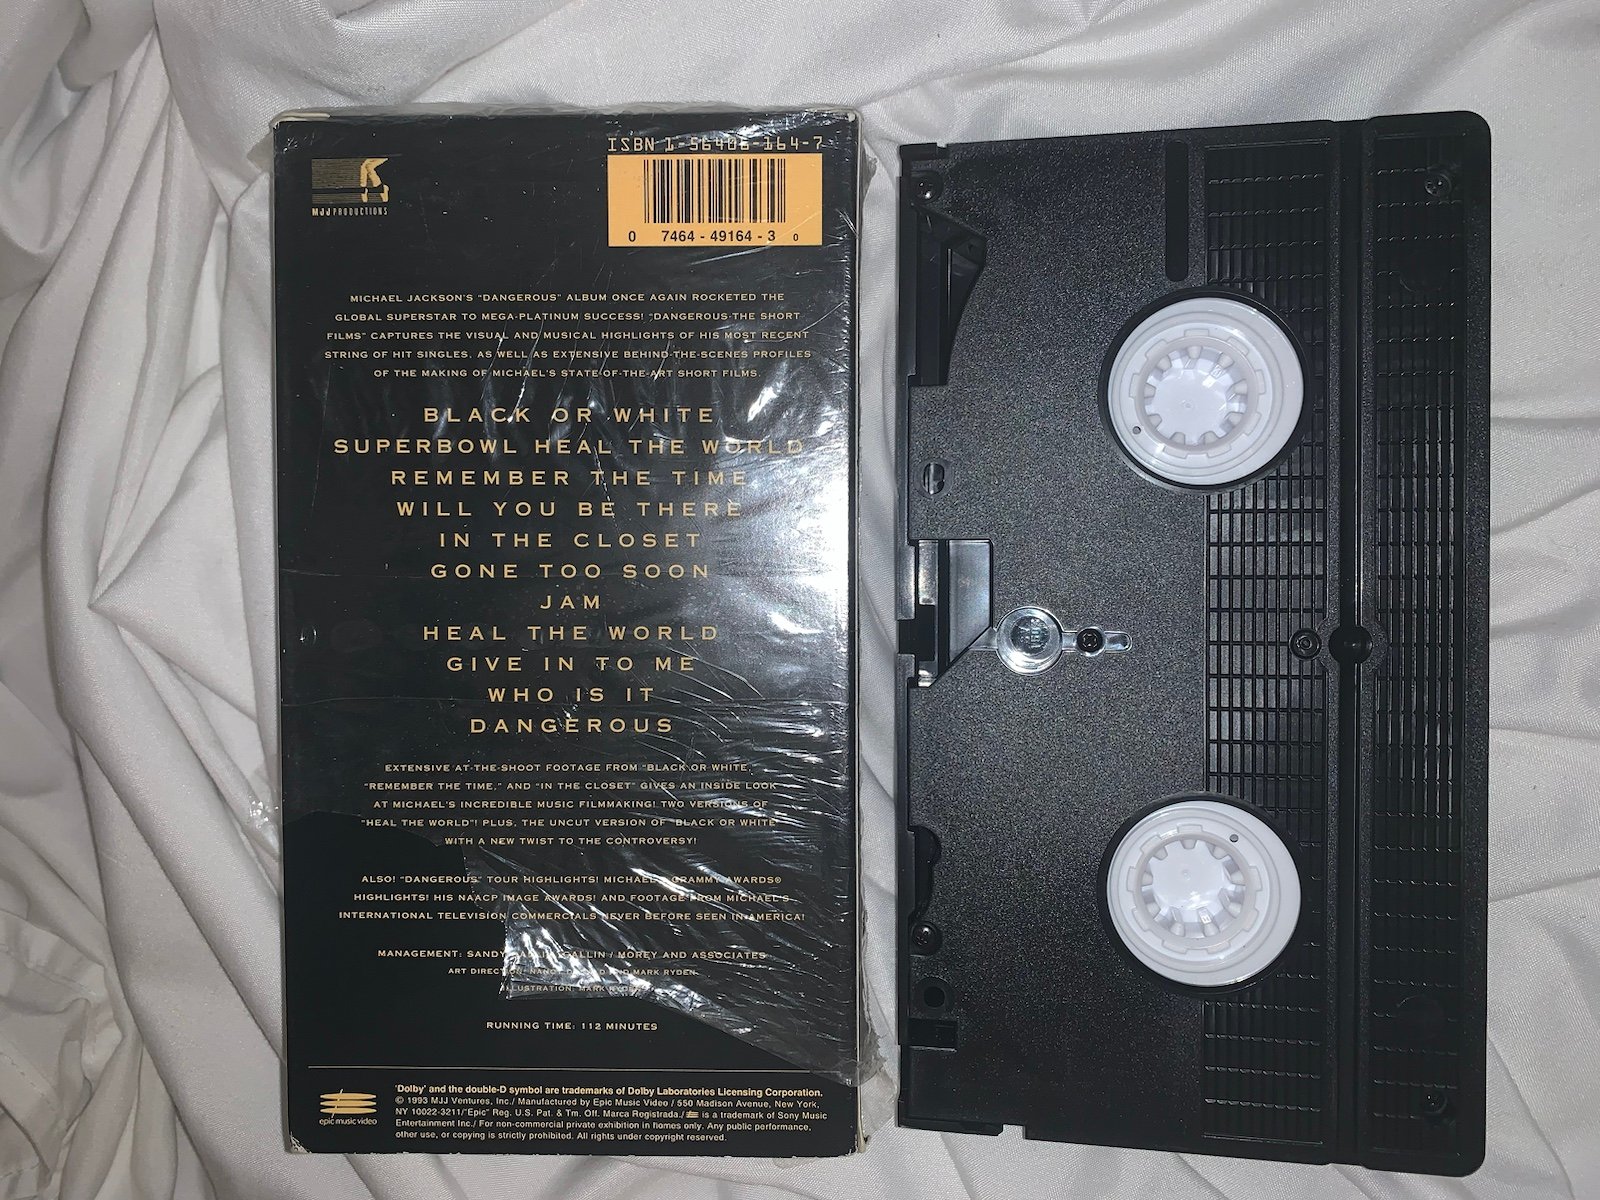 MJJ PRODUCTIONS
ISBN 1-56406-164-7
0 7464-49164-3 0
MICHAEL JACKSON'S "DANGEROUS" ALBUM ONCE AGAIN ROCKETED THE
GLOBAL SUPERSTAR TO MEGA-PLATINUM SUCCESS! "DANGEROUS-THE SHORT
FILMS" CAPTURES THE VISUAL AND MUSICAL HIGHLIGHTS OF HIS MOST RECENT
STRING OF HIT SINGLES, AS WELL AS EXTENSIVE BEHIND-THE-SCENES PROFILES
OF THE MAKING OF MICHAEL'S STATE-OF-THE-ART SHORT FILMS.
BLACK OR WHITE
SUPERBOWL HEAL THE WORLD
REMEMBER THE TIME
WILL YOU BE THERE
IN THE CLOSET
GONE TOO SOON
JAM
HEAL THE WORLD
GIVE IN TO ME
WHO IS IT
DANGEROUS
EXTENSIVE AT-THE-SHOOT FOOTAGE FROM "BLACK OR WHITE,
"REMEMBER THE TIME," AND "IN THE CLOSET" GIVES AN INSIDE LOOK
AT MICHAEL'S INCREDIBLE MUSIC FILMMAKING! TWO VERSIONS OF
"HEAL THE WORLD"! PLUS, THE UNCUT VERSION OF "BLACK OR WHITE"
WITH A NEW TWIST TO THE CONTROVERSY!
ALSO! "DANGEROUS" TOUR HIGHLIGHTS! MICHAEL'S GRAMMY AWARDS®
HIGHLIGHTS! HIS NAACP IMAGE AWARDS! AND FOOTAGE FROM MICHAEL'S
INTERNATIONAL TELEVISION COMMERCIALS NEVER BEFORE SEEN IN AMERICA!
MANAGEMENT: SANDY GALLIN / MOREY AND ASSOCIATES
ART DIRECTION: AND MARK RYDEN
ILLUSTRATION: MARK RYDEN
RUNNING TIME: 112 MINUTES
epic music video
'Dolby' and the double-D symbol are trademarks of Dolby Laboratories Licensing Corporation.
© 1993 MJJ Ventures, Inc./ Manufactured by Epic Music Video / 550 Madison Avenue, New York,
NY 10022-3211/"Epic" Reg. U.S. Pat. & Tm. Off. Marca Registrada./ is a trademark of Sony Music
Entertainment Inc./ For non-commercial private exhibition in homes only. Any public performance,
other use, or copying is strictly prohibited. All rights under copyright reserved.